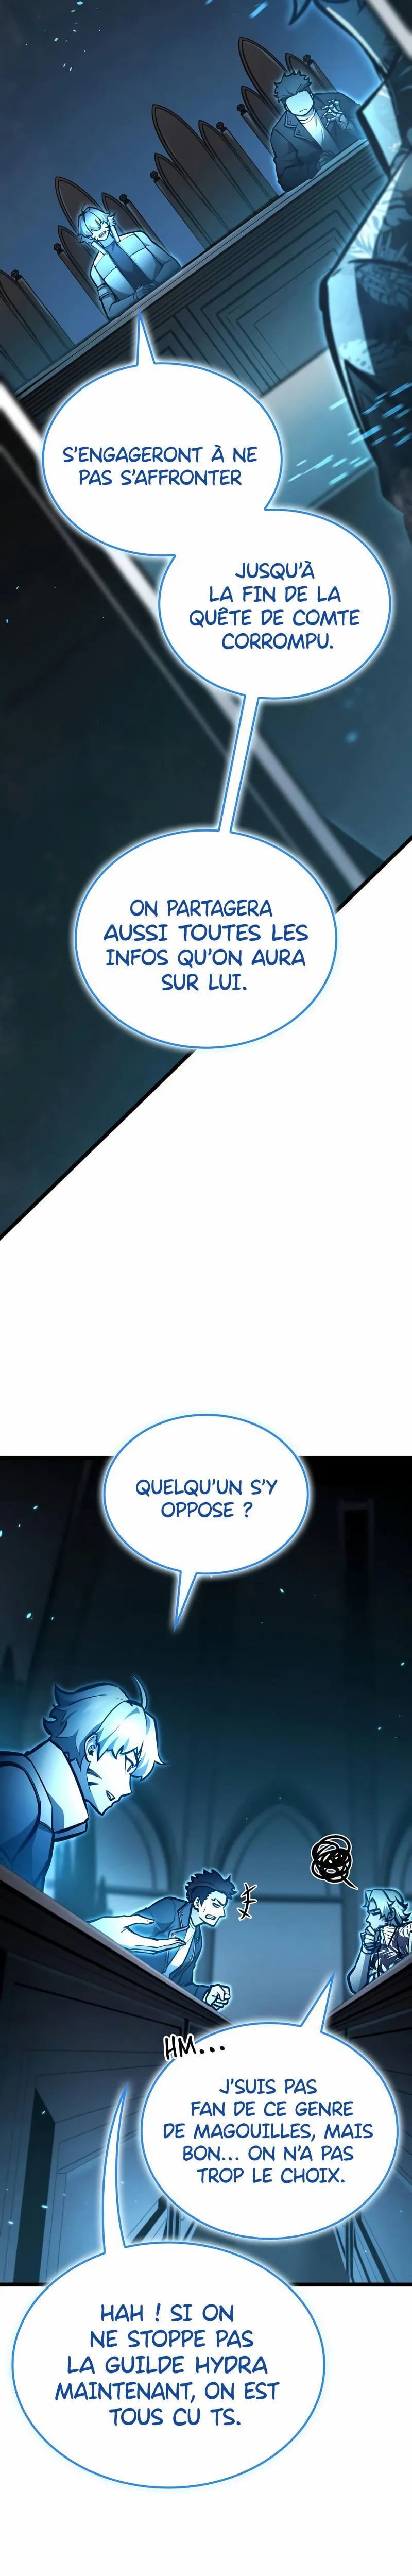 S'ENGAGERONT À NE
PAS S'AFFRONTER
JUSQU'À
LA FIN DE LA
QUÊTE DE COMTE
CORROMPU.
ON PARTAGERA
AUSSI TOUTES LES
INFOS QU'ON AURA
SUR LUI.
QUELQU'UN S'Y
OPPOSE ?
HM...
J'SUIS PAS
FAN DE CE GENRE
DE MAGOUILLES, MAIS
BON... ON N'A PAS
TROP LE CHOIX.
HAH ! SI ON
NE STOPPE PAS
LA GUILDE HYDRA
MAINTENANT, ON EST
TOUS CU TS.